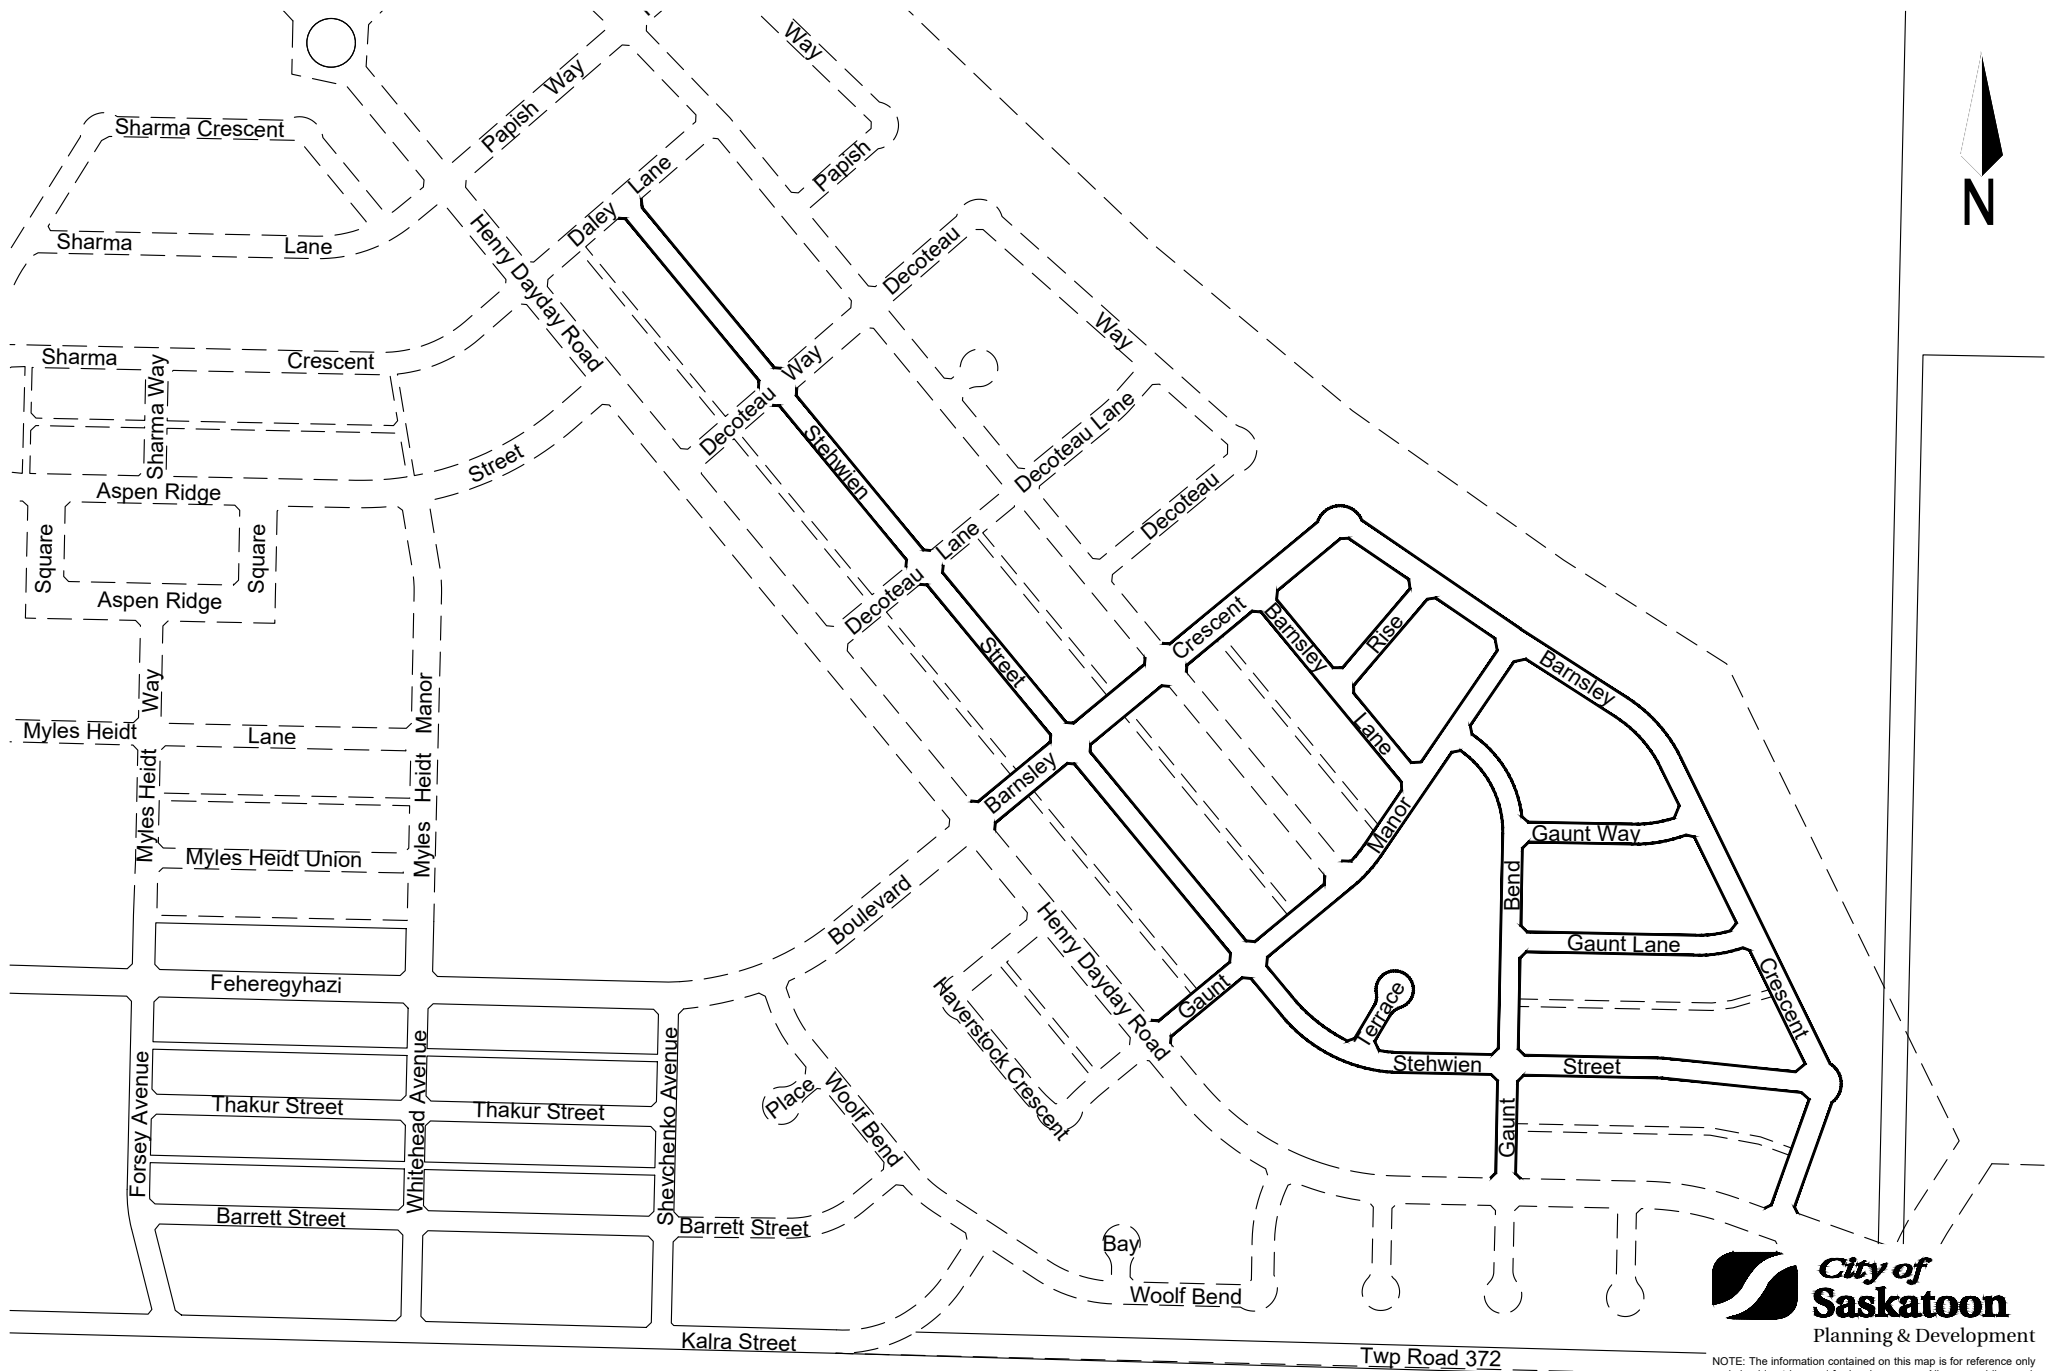 Way
Papish Way
Sharma Crescent
Papish
Daley Lane
Sharma Lane
Henry Dayday Road
Decoteau Way
N
Sharma Crescent
Sharma Way
Decoteau Way
Stehwien Street
Decoteau Lane
Decoteau
Aspen Ridge Street
Square
Square
Aspen Ridge
Decoteau Lane
Barnsley Crescent
Barnsley Lane
Rise
Barnsley Crescent
Myles Heidt Way
Myles Heidt Manor
Myles Heidt Lane
Myles Heidt Union
Gaunt Manor
Gaunt Way
Gaunt Bend
Gaunt Lane
Feheregyhazi Boulevard
Henry Dayday Road
Haverstock Crescent
Terrace
Stehwien Street
Forsey Avenue
Whitehead Avenue
Shevchenko Avenue
Thakur Street
Thakur Street
Place
Woolf Bend
Barrett Street
Barrett Street
Bay
Woolf Bend
Kalra Street
Twp Road 372
City of
Saskatoon
Planning & Development
NOTE: The information contained on this map is for reference only